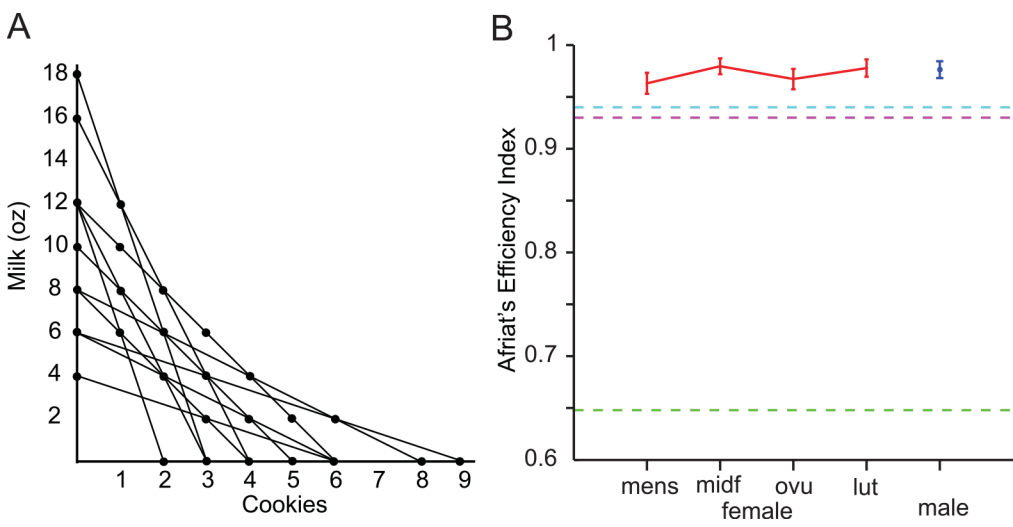 A
18
16
14
12
10
8
6
4
2
Milk (oz)
1 2 3 4 5 6 7 8 9
Cookies
B
1
0.9
0.8
0.7
0.6
Afriat's Efficiency Index
mens midf ovu lut male
female